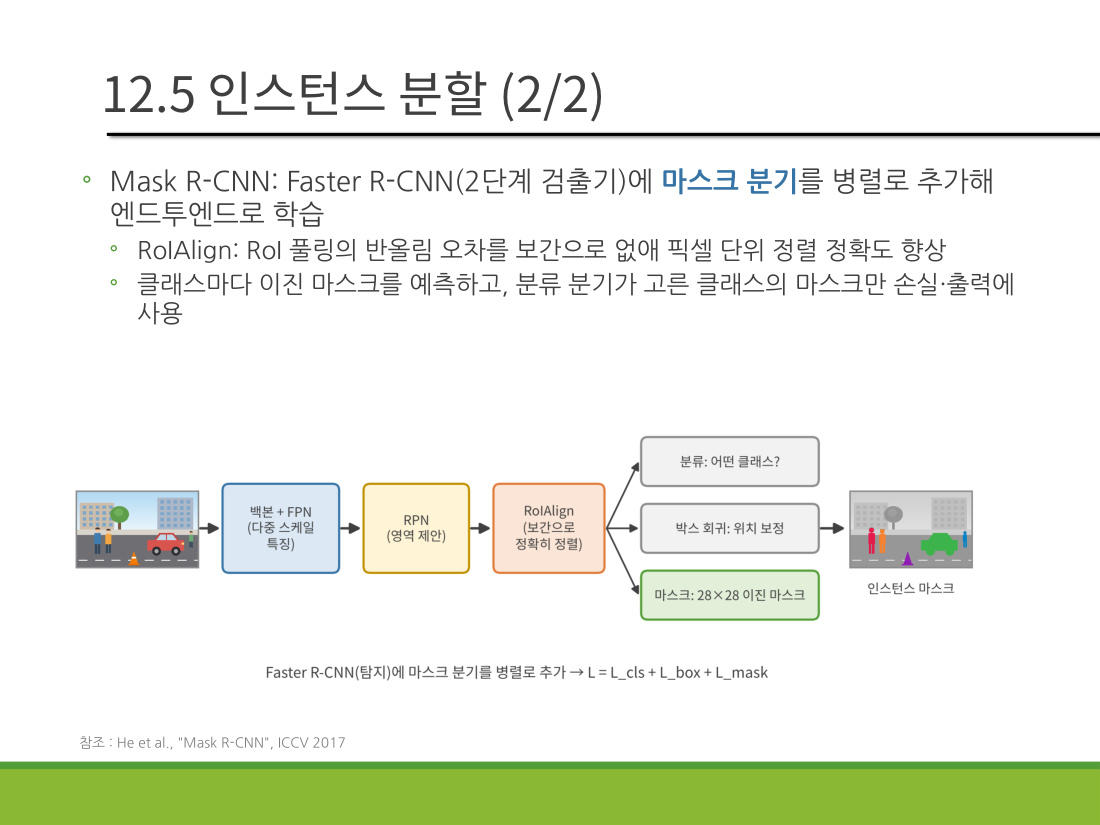 12.5 인스턴스 분할 (2/2)
◦ Mask R-CNN: Faster R-CNN(2단계 검출기)에 마스크 분기를 병렬로 추가해
엔드투엔드로 학습
◦ RoIAlign: RoI 풀링의 반올림 오차를 보간으로 없애 픽셀 단위 정렬 정확도 향상
◦ 클래스마다 이진 마스크를 예측하고, 분류 분기가 고른 클래스의 마스크만 손실·출력에
사용
백본 + FPN
(다중 스케일
특징)
RPN
(영역 제안)
RoIAlign
(보간으로
정확히 정렬)
분류: 어떤 클래스?
박스 회귀: 위치 보정
마스크: 28×28 이진 마스크
인스턴스 마스크
Faster R-CNN(탐지)에 마스크 분기를 병렬로 추가 → L = L_cls + L_box + L_mask
참조 : He et al., "Mask R-CNN", ICCV 2017